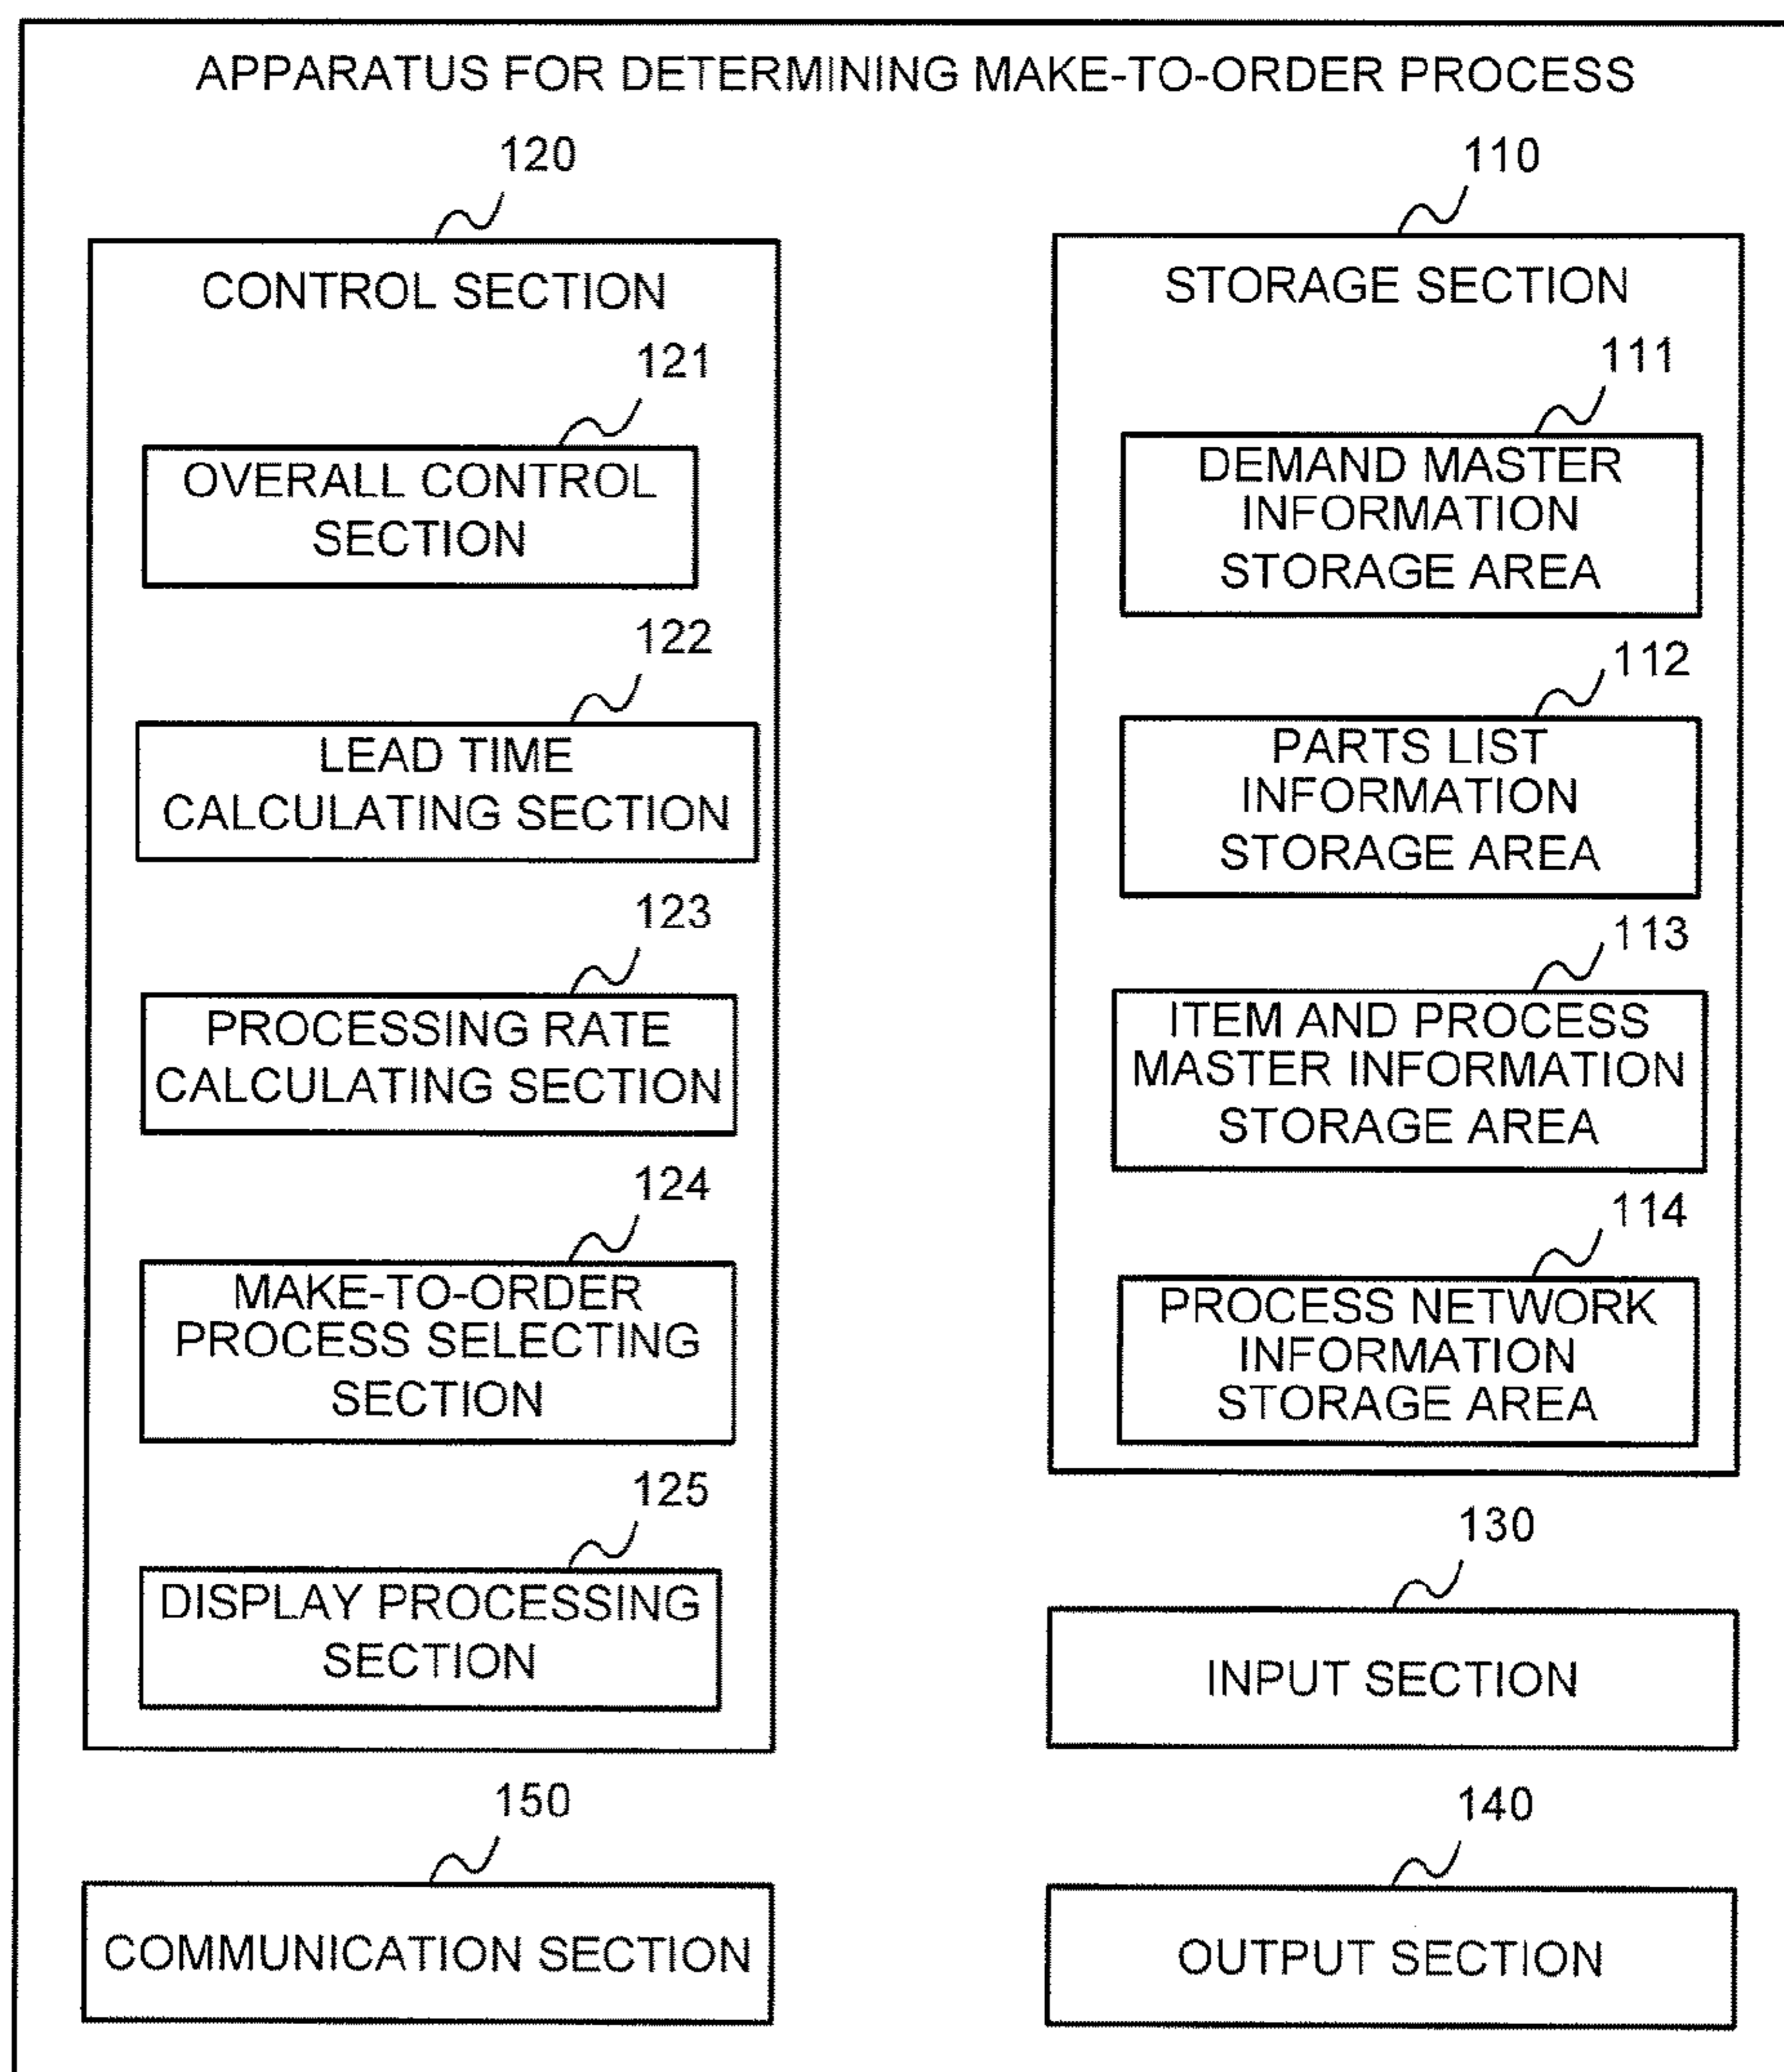 APPARATUS FOR DETERMINING MAKE-TO-ORDER PROCESS
120
CONTROL SECTION
121
OVERALL CONTROL
SECTION
122
LEAD TIME
CALCULATING SECTION
123
PROCESSING RATE
CALCULATING SECTION
124
MAKE-TO-ORDER
PROCESS SELECTING
SECTION
125
DISPLAY PROCESSING
SECTION
150
COMMUNICATION SECTION
110
STORAGE SECTION
111
DEMAND MASTER
INFORMATION
STORAGE AREA
112
PARTS LIST
INFORMATION
STORAGE AREA
113
ITEM AND PROCESS
MASTER INFORMATION
STORAGE AREA
114
PROCESS NETWORK
INFORMATION
STORAGE AREA
130
INPUT SECTION
140
OUTPUT SECTION